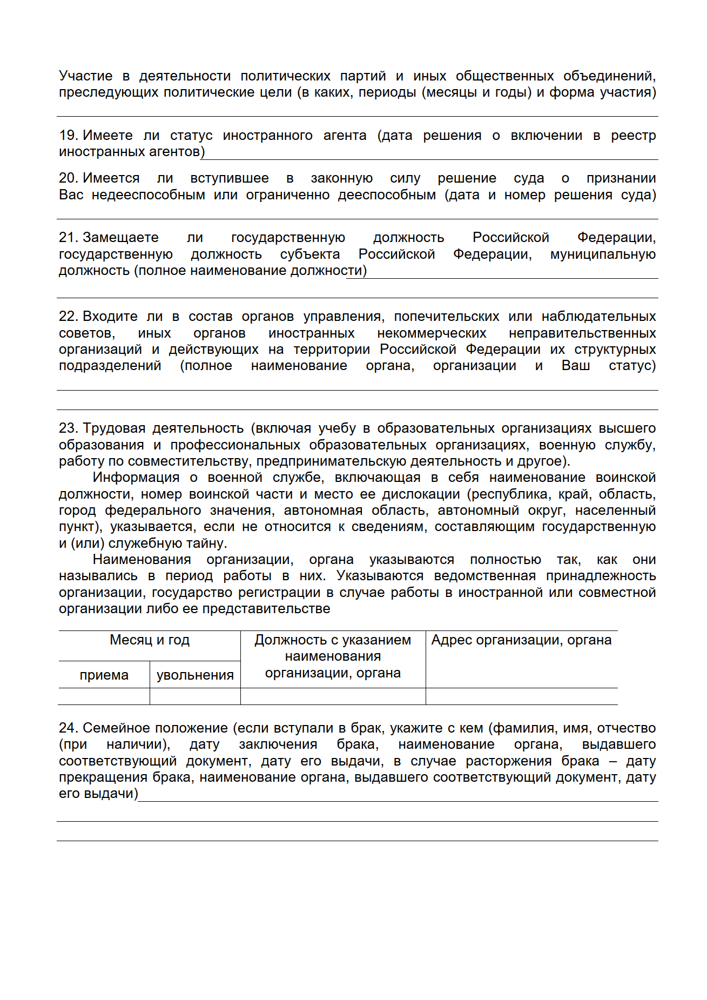 Участие в деятельности политических партий и иных общественных объединений,
преследующих политические цели (в каких, периоды (месяцы и годы) и форма участия)
19. Имеете ли статус иностранного агента (дата решения о включении в реестр
иностранных агентов)
20. Имеется ли вступившее в законную силу решение суда о признании
Вас недееспособным или ограниченно дееспособным (дата и номер решения суда)
21. Замещаете ли государственную должность Российской Федерации,
государственную должность субъекта Российской Федерации, муниципальную
должность (полное наименование должности)
22. Входите ли в состав органов управления, попечительских или наблюдательных
советов, иных органов иностранных некоммерческих неправительственных
организаций и действующих на территории Российской Федерации их структурных
подразделений (полное наименование органа, организации и Ваш статус)
23. Трудовая деятельность (включая учебу в образовательных организациях высшего
образования и профессиональных образовательных организациях, военную службу,
работу по совместительству, предпринимательскую деятельность и другое).
Информация о военной службе, включающая в себя наименование воинской
должности, номер воинской части и место ее дислокации (республика, край, область,
город федерального значения, автономная область, автономный округ, населенный
пункт), указывается, если не относится к сведениям, составляющим государственную
и (или) служебную тайну.
Наименования организации, органа указываются полностью так, как они
назывались в период работы в них. Указываются ведомственная принадлежность
организации, государство регистрации в случае работы в иностранной или совместной
организации либо ее представительстве
Месяц и год
приема
увольнения
Должность с указанием
наименования
организации, органа
Адрес организации, органа
24. Семейное положение (если вступали в брак, укажите с кем (фамилия, имя, отчество
(при наличии), дату заключения брака, наименование органа, выдавшего
соответствующий документ, дату его выдачи, в случае расторжения брака – дату
прекращения брака, наименование органа, выдавшего соответствующий документ, дату
его выдачи)